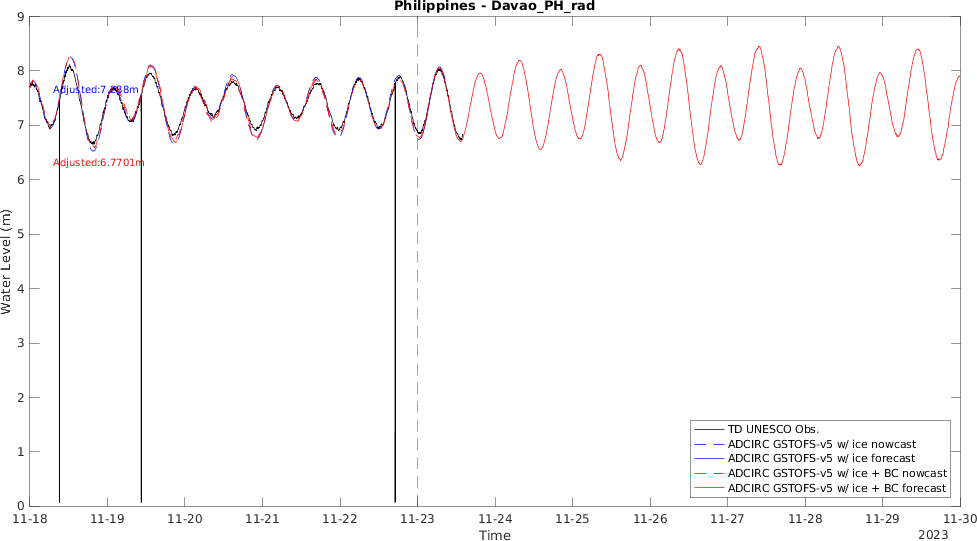 Philippines - Davao_PH_rad
9
8
7
6
5
4
3
2
1
0
Water Level (m)
Adjusted:6.7701m
TD UNESCO Obs.
ADCIRC GSTOFS-v5 w/ ice nowcast
ADCIRC GSTOFS-v5 w/ ice forecast
ADCIRC GSTOFS-v5 w/ ice + BC nowcast
ADCIRC GSTOFS-v5 w/ ice + BC forecast
11-18 11-19 11-20 11-21 11-22 11-23 11-24 11-25 11-26 11-27 11-28 11-29 11-30
Time
2023